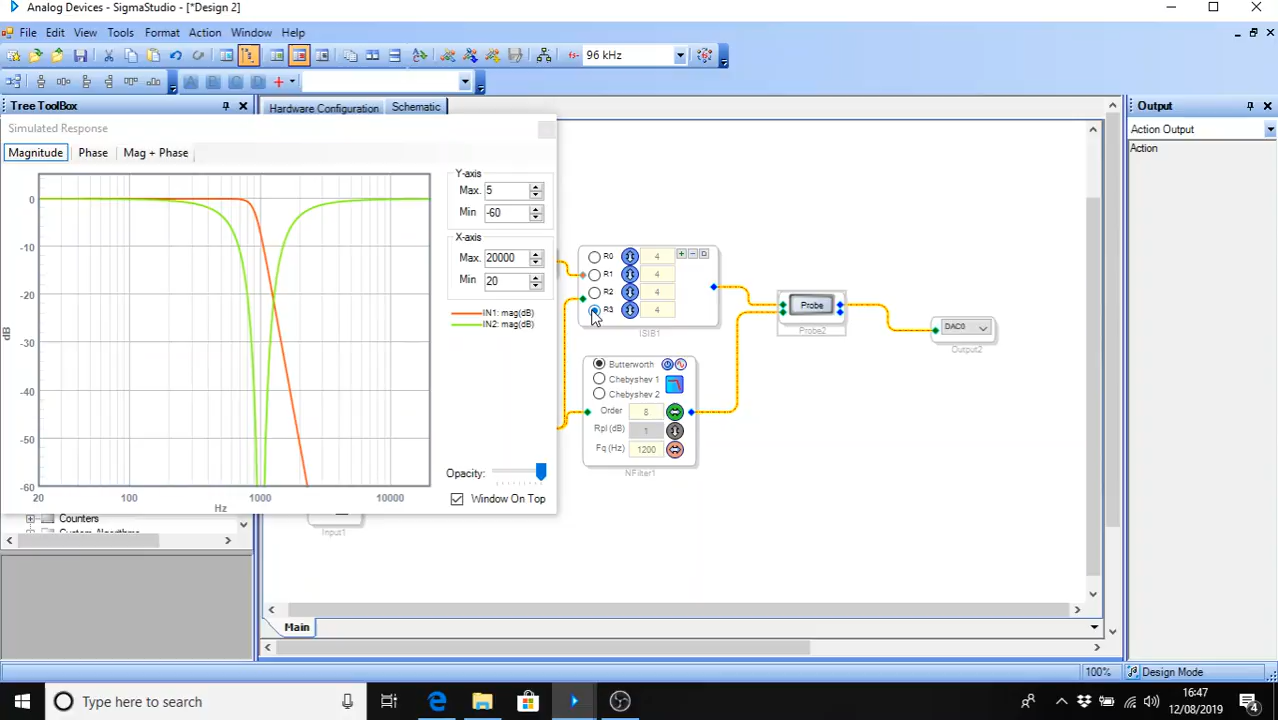 Analog Devices - SigmaStudio - [*Design 2]
File Edit View Tools Format Action Window Help
fs= 96 kHz
Tree ToolBox
Hardware Configuration Schematic
Output
Simulated Response
Action Output
Magnitude Phase Mag + Phase
Action
Y-axis
Max. 5
Min -60
X-axis
Max. 20000
Min 20
IN1: mag(dB)
IN2: mag(dB)
0
-10
-20
-30
-40
-50
-60
dB
20 100 1000 10000
Hz
Opacity:
Window On Top
R0 4
R1 4
R2 4
R3 4
ISIB1
Probe
Probe2
DAC0
Output2
Butterworth
Chebyshev 1
Chebyshev 2
Order 8
Rpl (dB) 1
Fq (Hz) 1200
NFilter1
Counters
Custom Algorithms
Input1
Main
100% Design Mode
Type here to search
16:47
12/08/2019
4